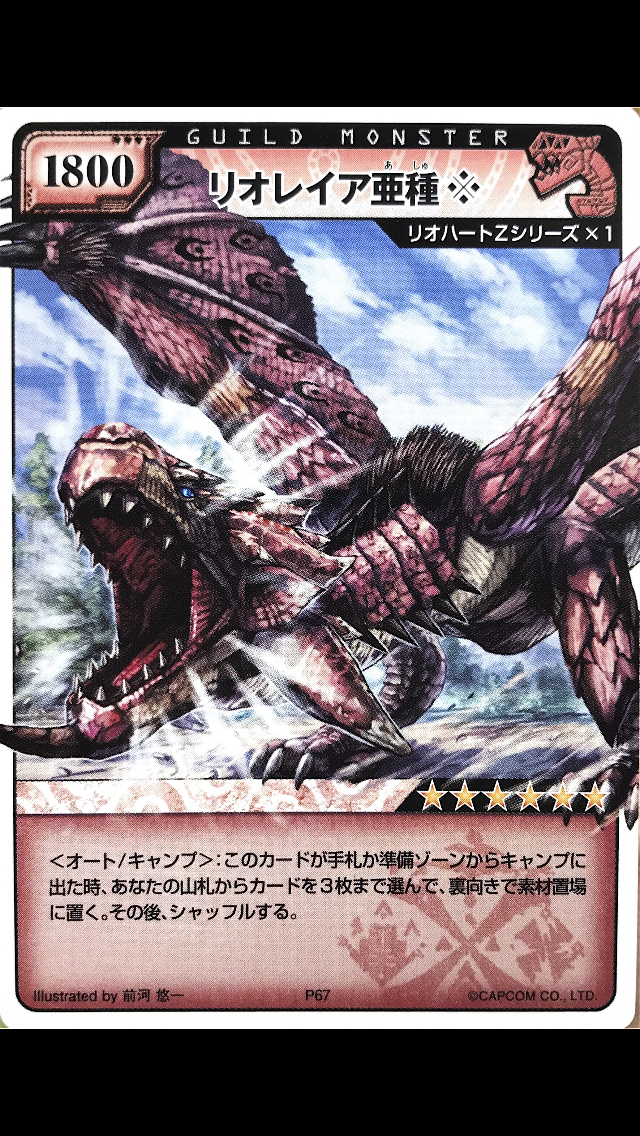 GUILD MONSTER
1800
リオレイア亜種※
あ しゅ
リオハートZシリーズ×1
<オート/キャンプ>:このカードが手札か準備ゾーンからキャンプに
出た時、あなたの山札からカードを3枚まで選んで、裏向きで素材置場
に置く。その後、シャッフルする。
Illustrated by 前河 悠一
P67
©CAPCOM CO., LTD.